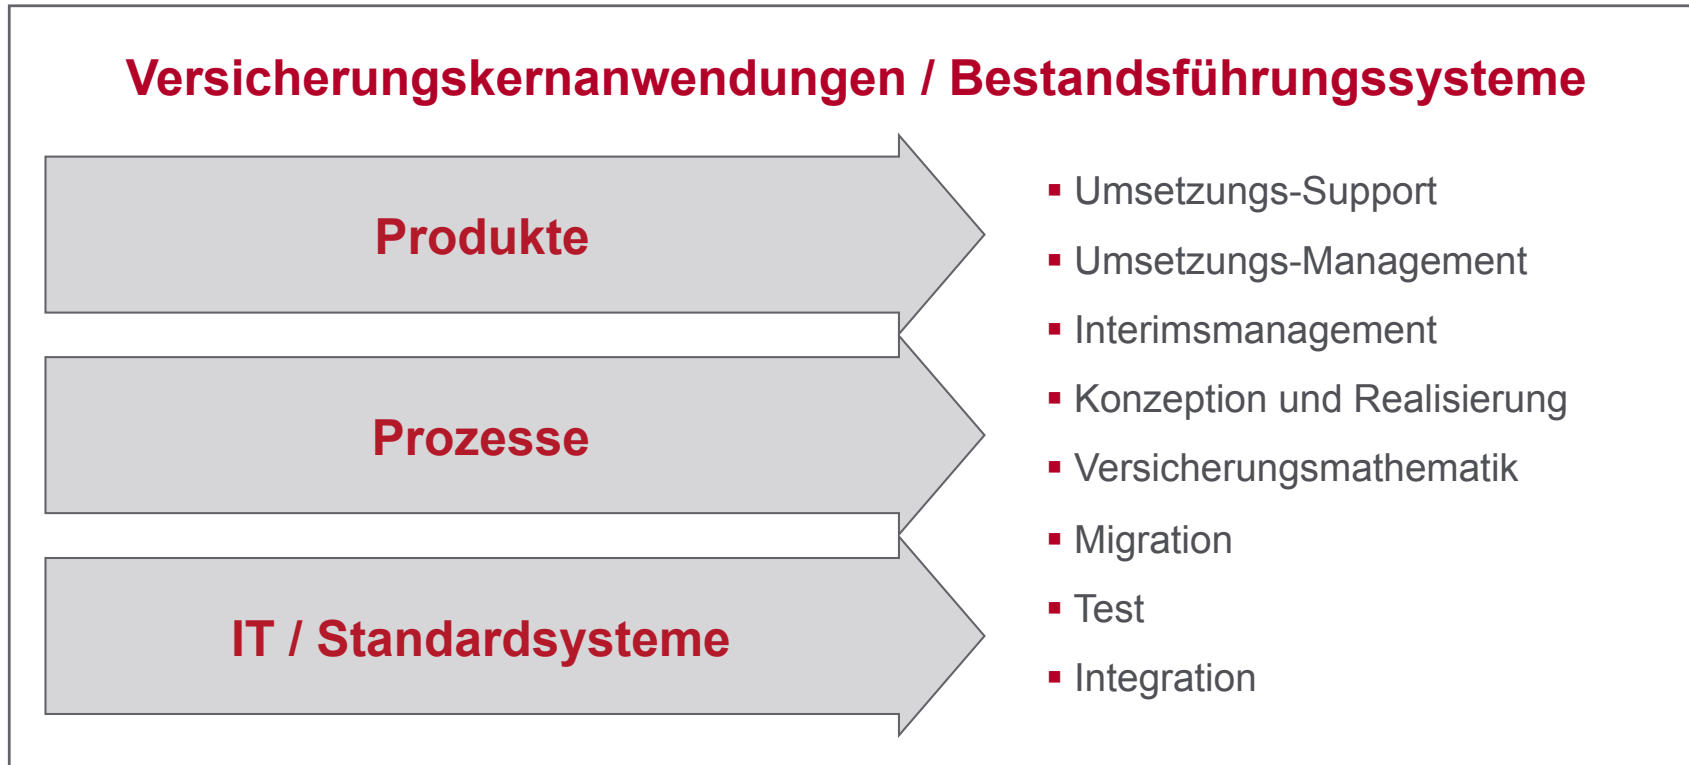 Versicherungskernanwendungen / Bestandsführungssysteme
Produkte
Prozesse
IT / Standardsysteme
▪ Umsetzungs-Support
▪ Umsetzungs-Management
▪ Interimsmanagement
▪ Konzeption und Realisierung
▪ Versicherungsmathematik
▪ Migration
▪ Test
▪ Integration